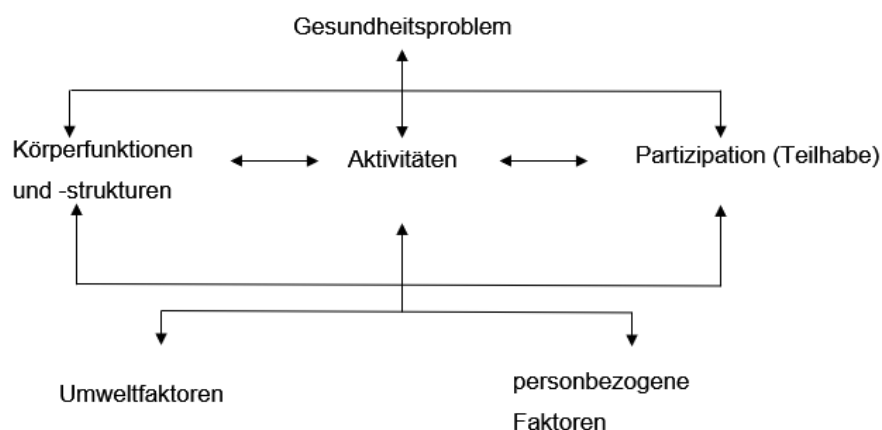 Gesundheitsproblem
Körperfunktionen
und -strukturen
Aktivitäten
Partizipation (Teilhabe)
Umweltfaktoren
personbezogene
Faktoren